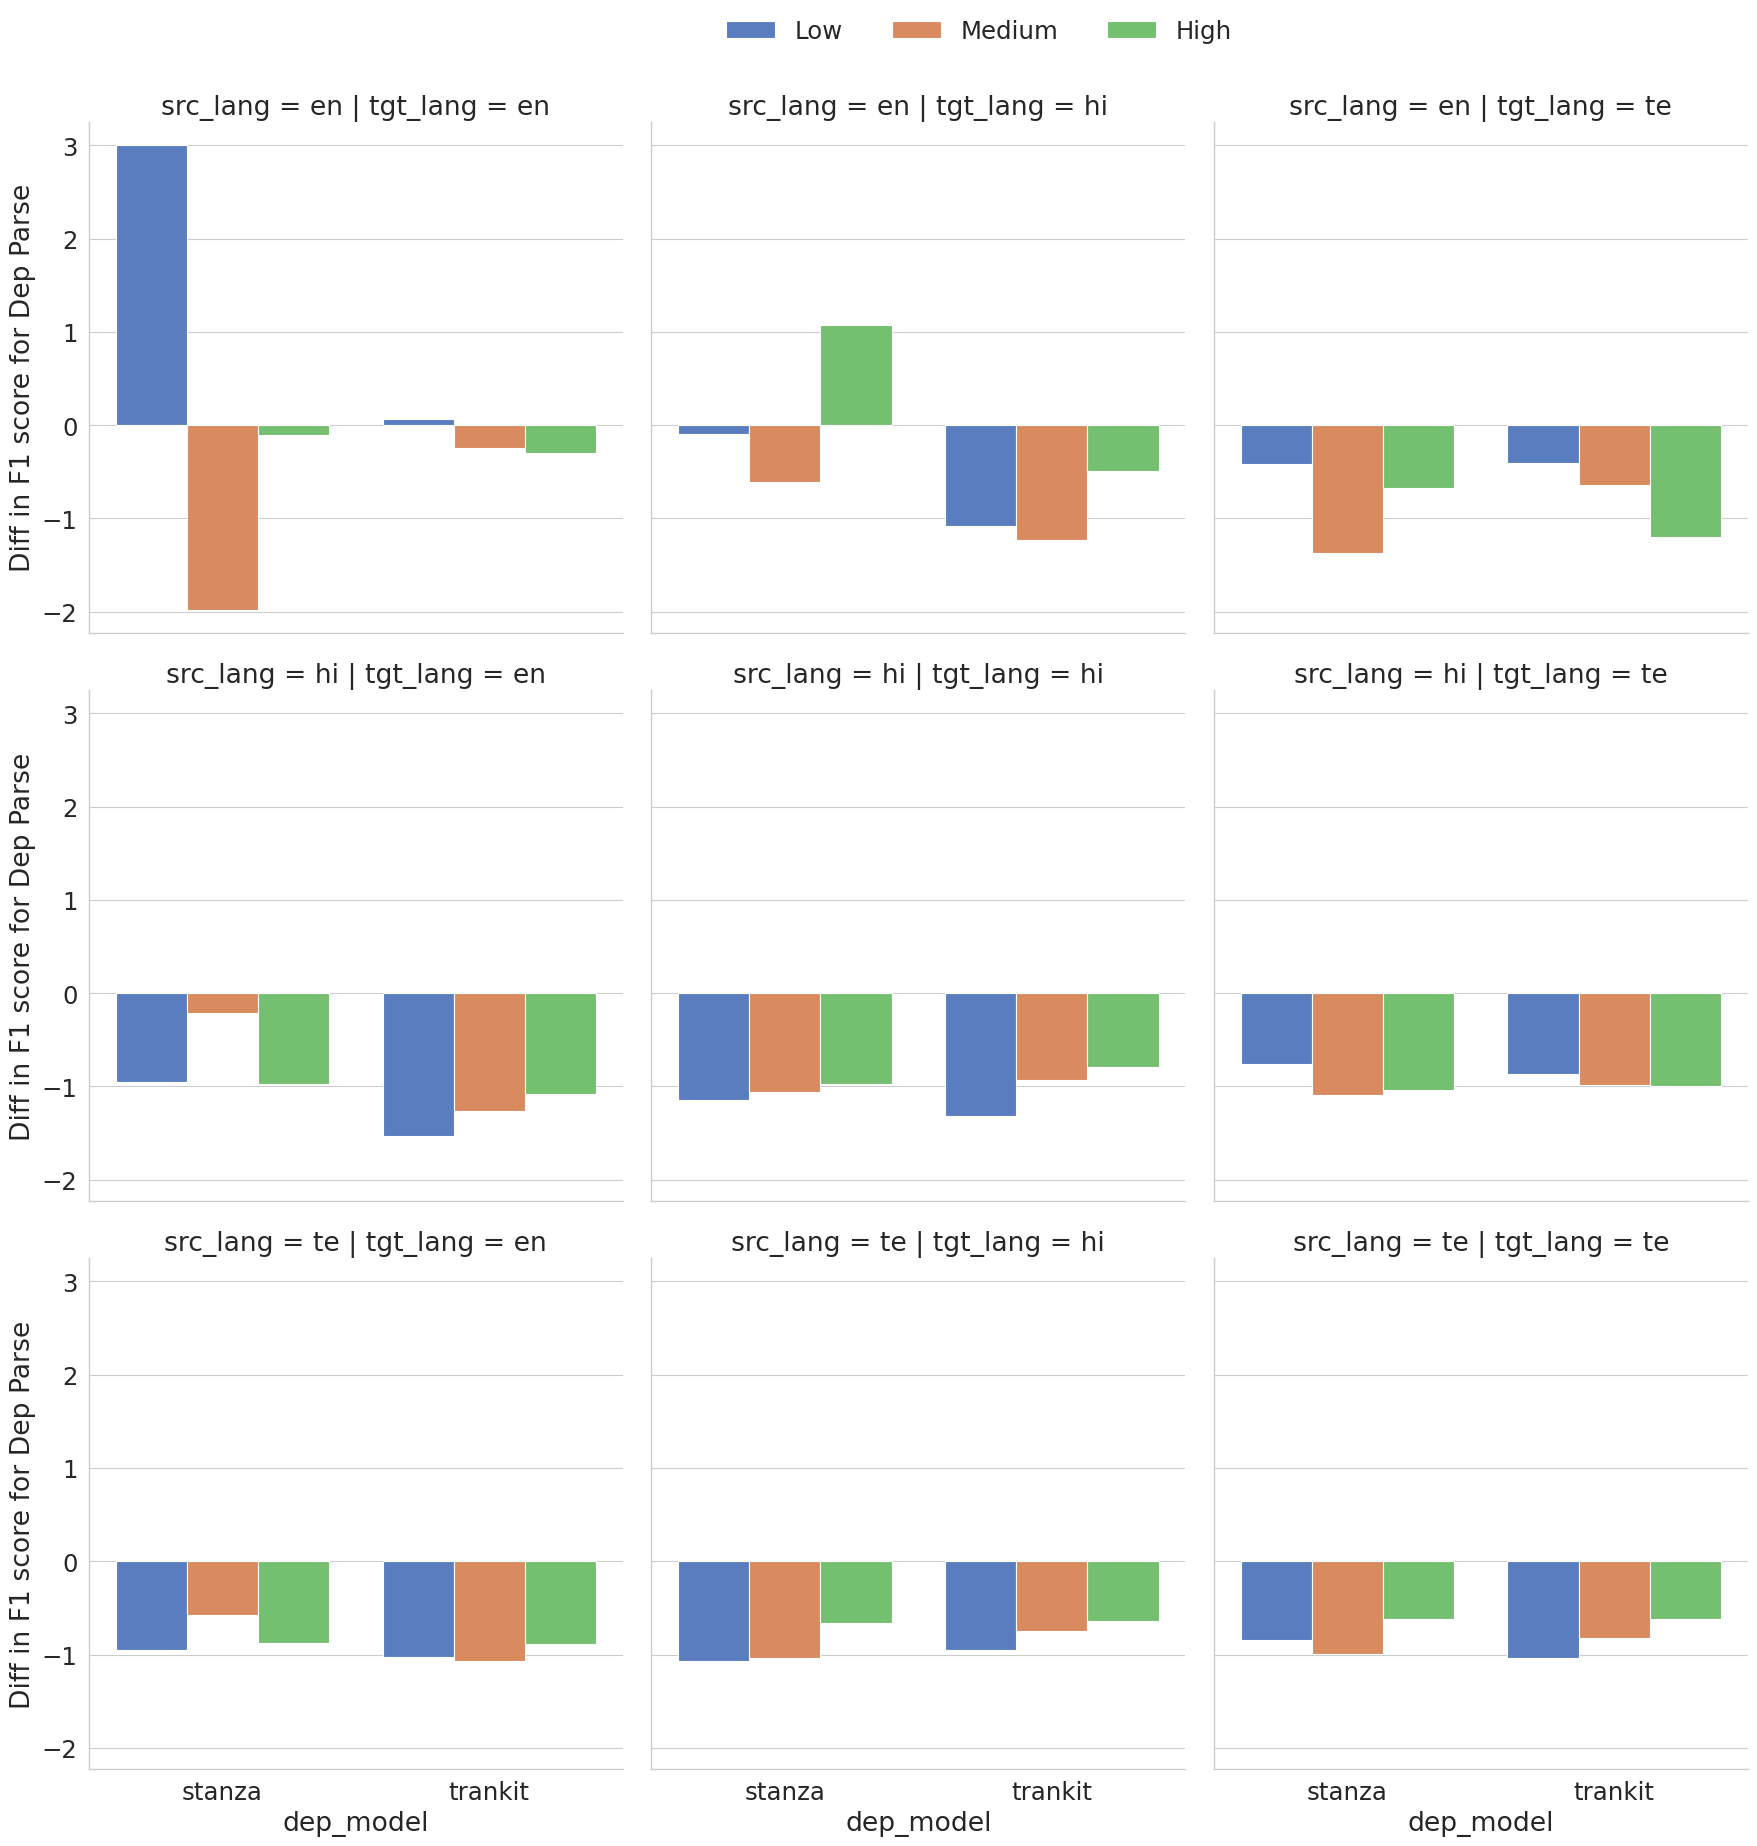 Low Medium High
src_lang = en | tgt_lang = en
src_lang = en | tgt_lang = hi
src_lang = en | tgt_lang = te
Diff in F1 score for Dep Parse
3
2
1
0
−1
−2
src_lang = hi | tgt_lang = en
src_lang = hi | tgt_lang = hi
src_lang = hi | tgt_lang = te
Diff in F1 score for Dep Parse
3
2
1
0
−1
−2
src_lang = te | tgt_lang = en
src_lang = te | tgt_lang = hi
src_lang = te | tgt_lang = te
Diff in F1 score for Dep Parse
3
2
1
0
−1
−2
stanza trankit
dep_model
stanza trankit
dep_model
stanza trankit
dep_model